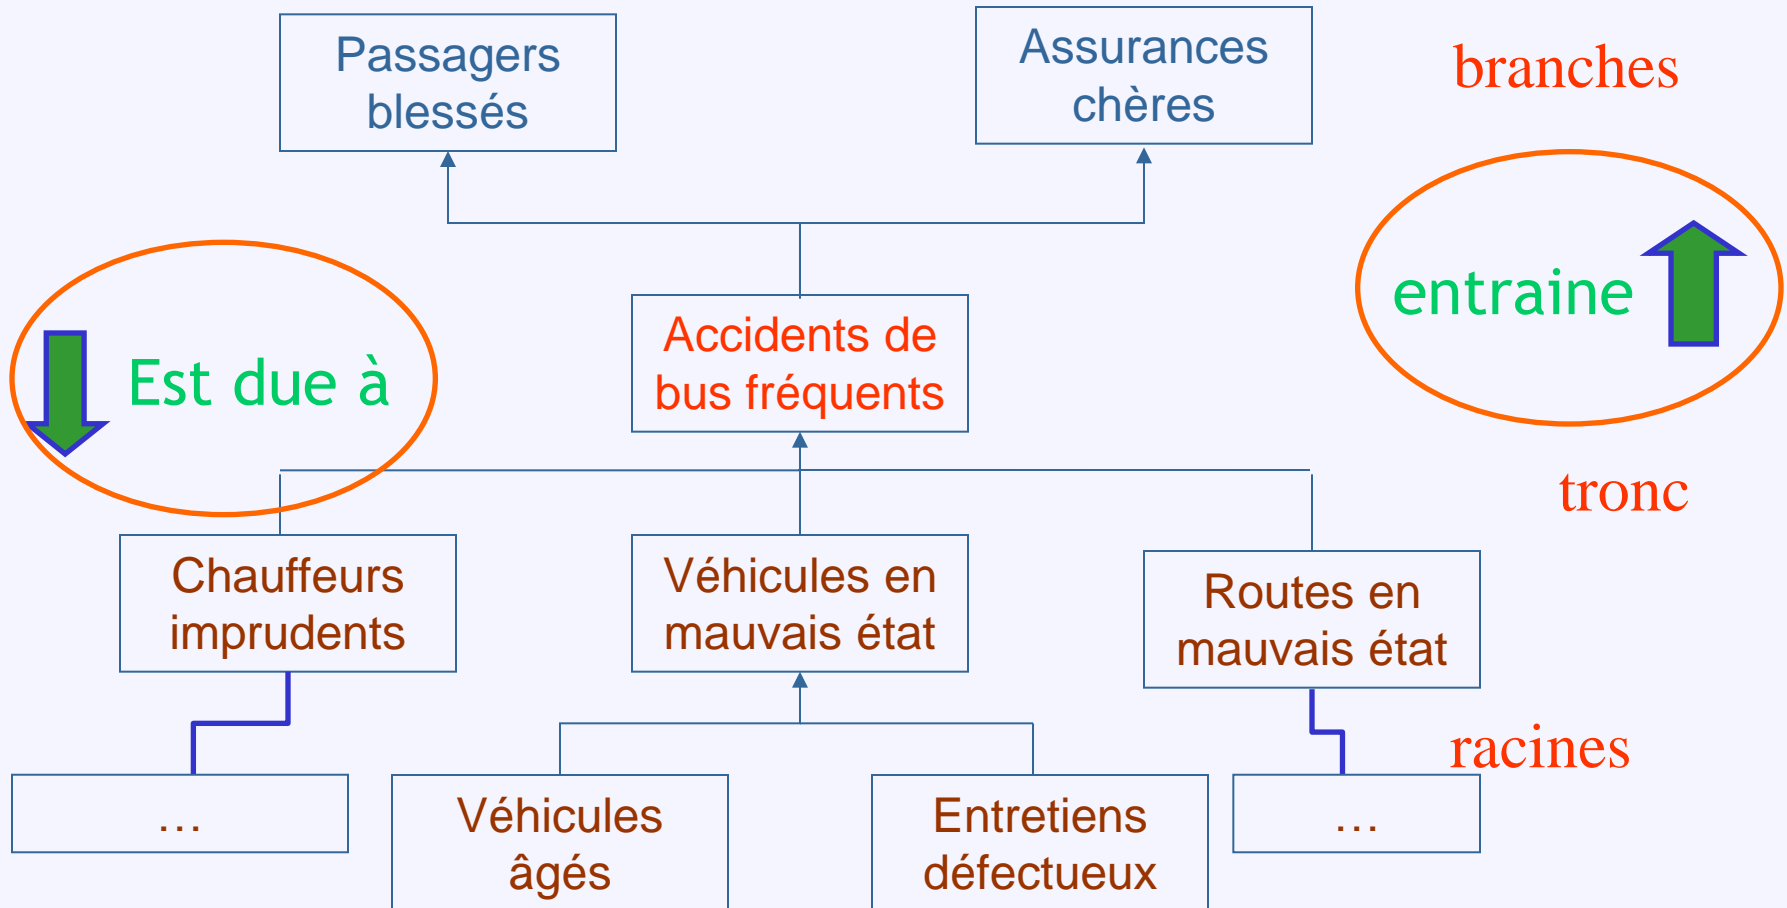 Passagers
blessés
Assurances
chères
branches
entraine
Est due à
Accidents de
bus fréquents
tronc
Chauffeurs
imprudents
Véhicules en
mauvais état
Routes en
mauvais état
racines
…
Véhicules
âgés
Entretiens
défectueux
…